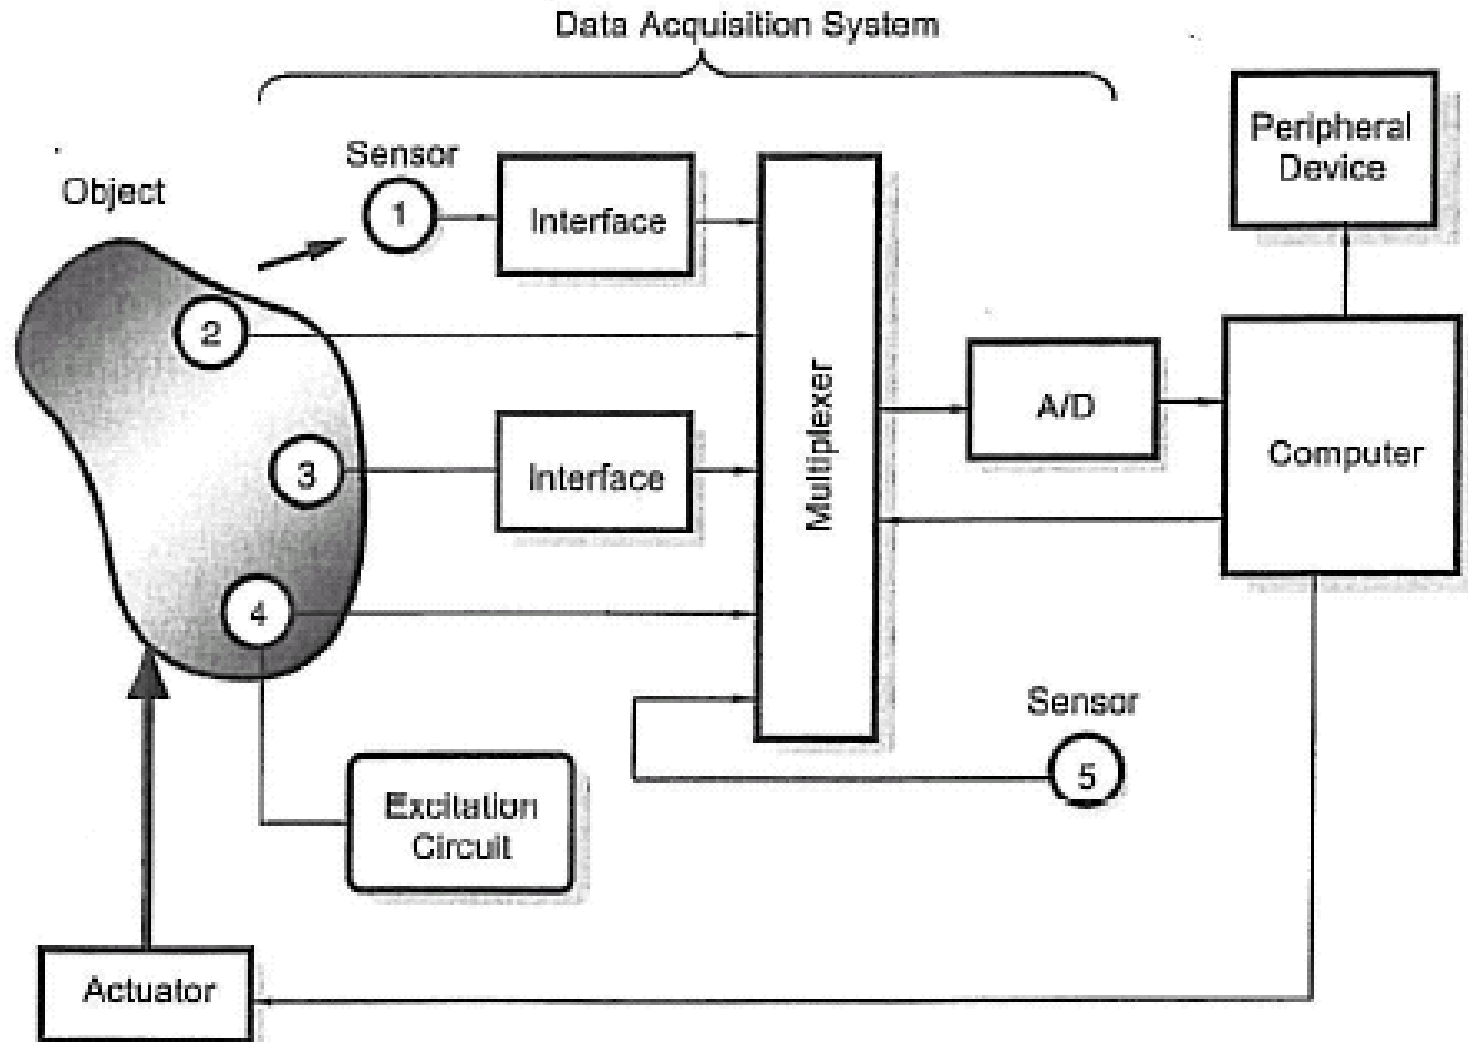 Data Acquisition System
Sensor
1
Object
Interface
Peripheral
Device
2
Multiplexer
A/D
Computer
3
Interface
4
Sensor
5
Excitation
Circuit
Actuator